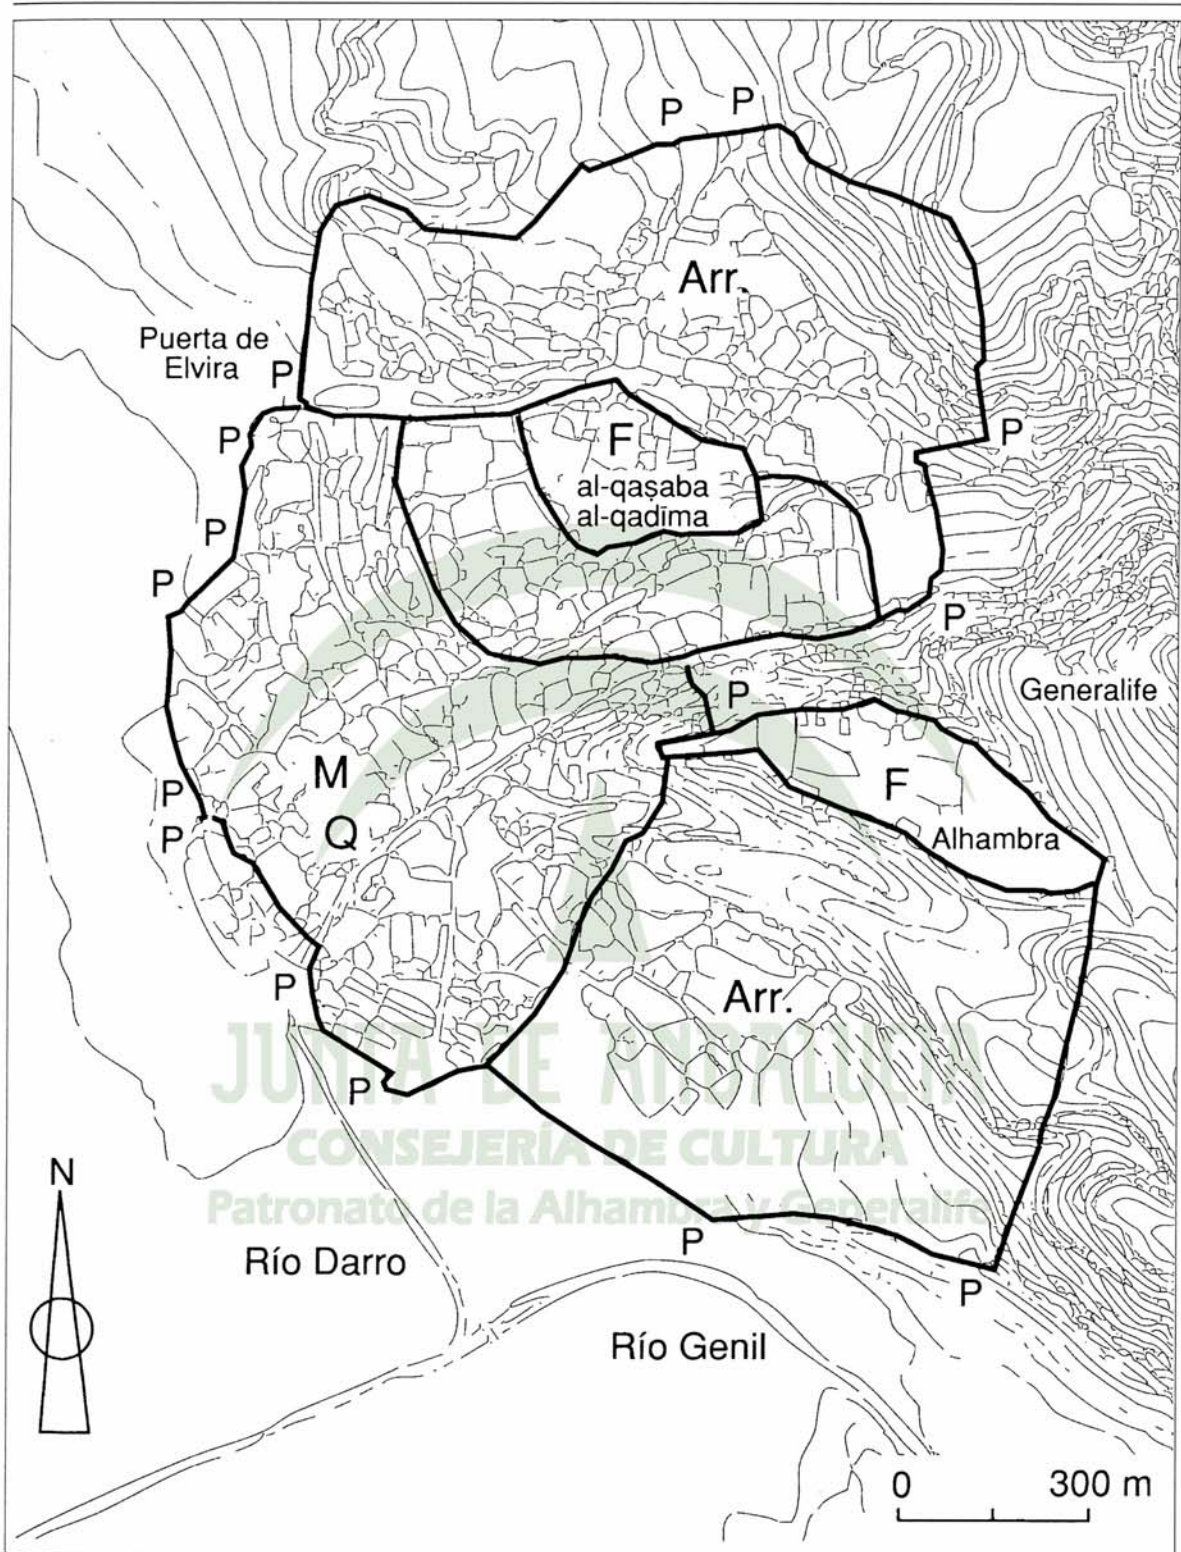 P P
Arr.
Puerta de
Elvira
P
P
P
F
al-qaṣaba
al-qadīma
P
P
P
P
Generalife
M
F
P
Q
Alhambra
P
Arr.
P
P
JUNTA DE ANDALUCIA
CONSEJERÍA DE CULTURA
Patronato de la Alhambra y Generalife
N
P
Río Darro
P
Río Genil
0 300 m